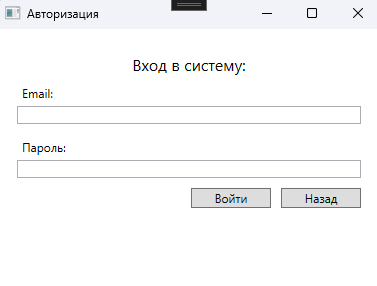 Авторизация
Вход в систему:
Email:
Пароль:
Войти Назад